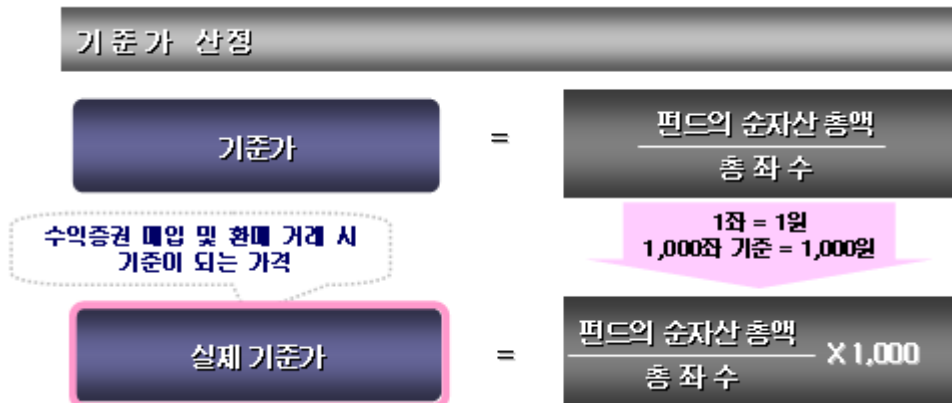 기준가 산정
기준가
=
펀드의 순자산 총액
총 좌 수
수익증권 매입 및 환매 거래 시
기준이 되는 가격
1좌 = 1원
1,000좌 기준 = 1,000원
실제 기준가
=
펀드의 순자산 총액
총 좌 수
X 1,000